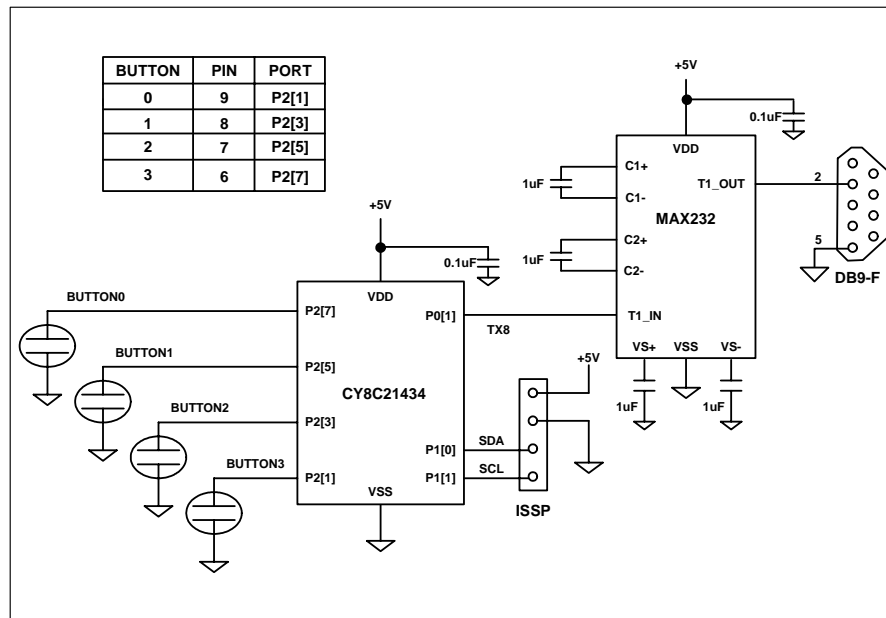 BUTTON PIN PORT
0 9 P2[1]
1 8 P2[3]
2 7 P2[5]
3 6 P2[7]
+5V
0.1uF
VDD
C1+
1uF
C1-
T1_OUT
2
MAX232
C2+
1uF
C2-
5
DB9-F
T1_IN
VS+ VSS VS-
1uF
1uF
+5V
0.1uF
VDD
BUTTON0
P2[7]
P0[1]
TX8
BUTTON1
P2[5]
CY8C21434
BUTTON2
P2[3]
BUTTON3
P2[1]
P1[0]
SDA
P1[1]
SCL
VSS
+5V
ISSP